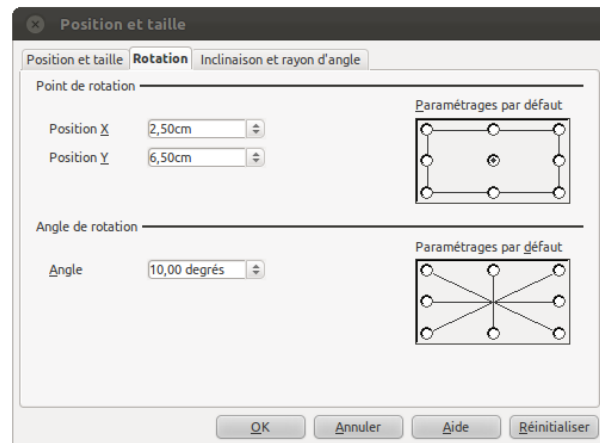 Position et taille
Position et taille Rotation Inclinaison et rayon d'angle
Point de rotation
Paramétrages par défaut
Position X 2,50cm
Position Y 6,50cm
Angle de rotation
Paramétrages par défaut
Angle 10,00 degrés
OK Annuler Aide Réinitialiser